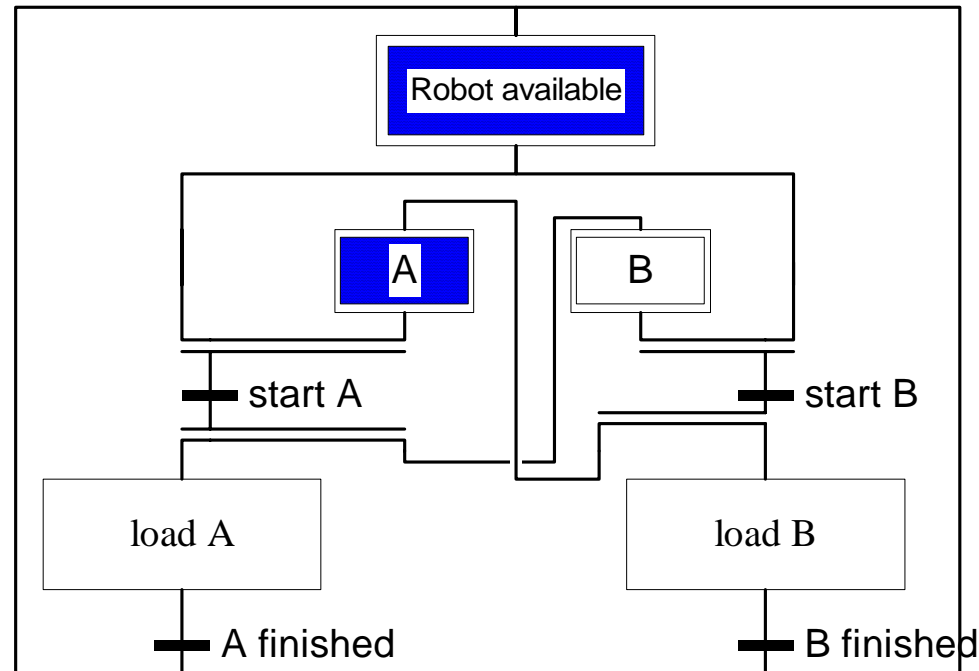 Robot available
A
B
start A
start B
load A
load B
A finished
B finished